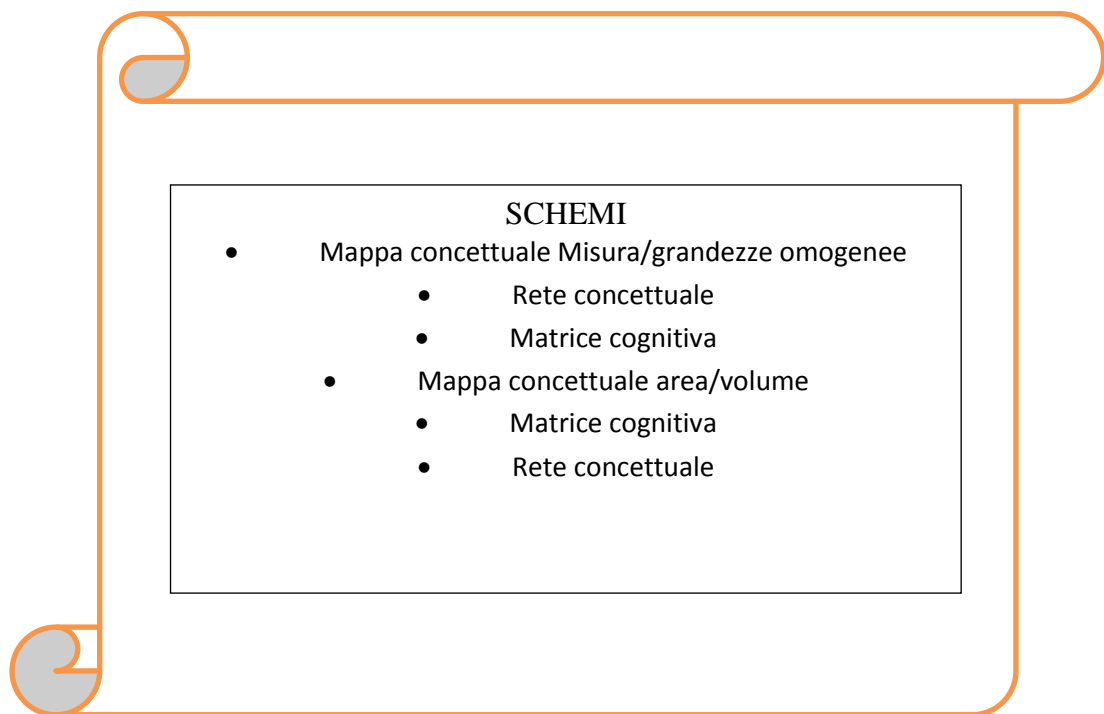 SCHEMI
• Mappa concettuale Misura/grandezze omogenee
• Rete concettuale
• Matrice cognitiva
• Mappa concettuale area/volume
• Matrice cognitiva
• Rete concettuale